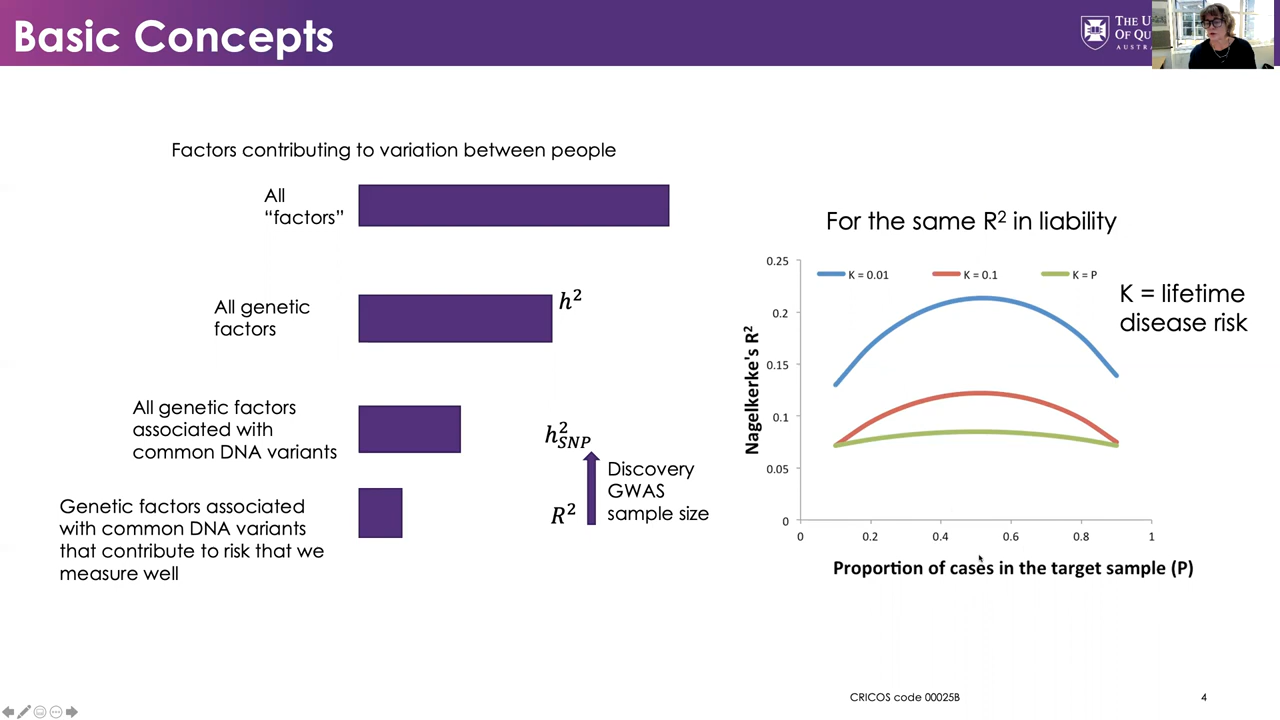 Basic Concepts
THE U
OF QU
AUSTRA
Factors contributing to variation between people
All
“factors”
All genetic
factors
h²
All genetic factors
associated with
common DNA variants
h²SNP
Discovery
GWAS
sample size
R²
Genetic factors associated
with common DNA variants
that contribute to risk that we
measure well
For the same R² in liability
0.25
0.2
0.15
0.1
0.05
0
K = 0.01
K = 0.1
K = P
K = lifetime
disease risk
Nagelkerke's R²
0 0.2 0.4 0.6 0.8 1
Proportion of cases in the target sample (P)
CRICOS code 00025B
4